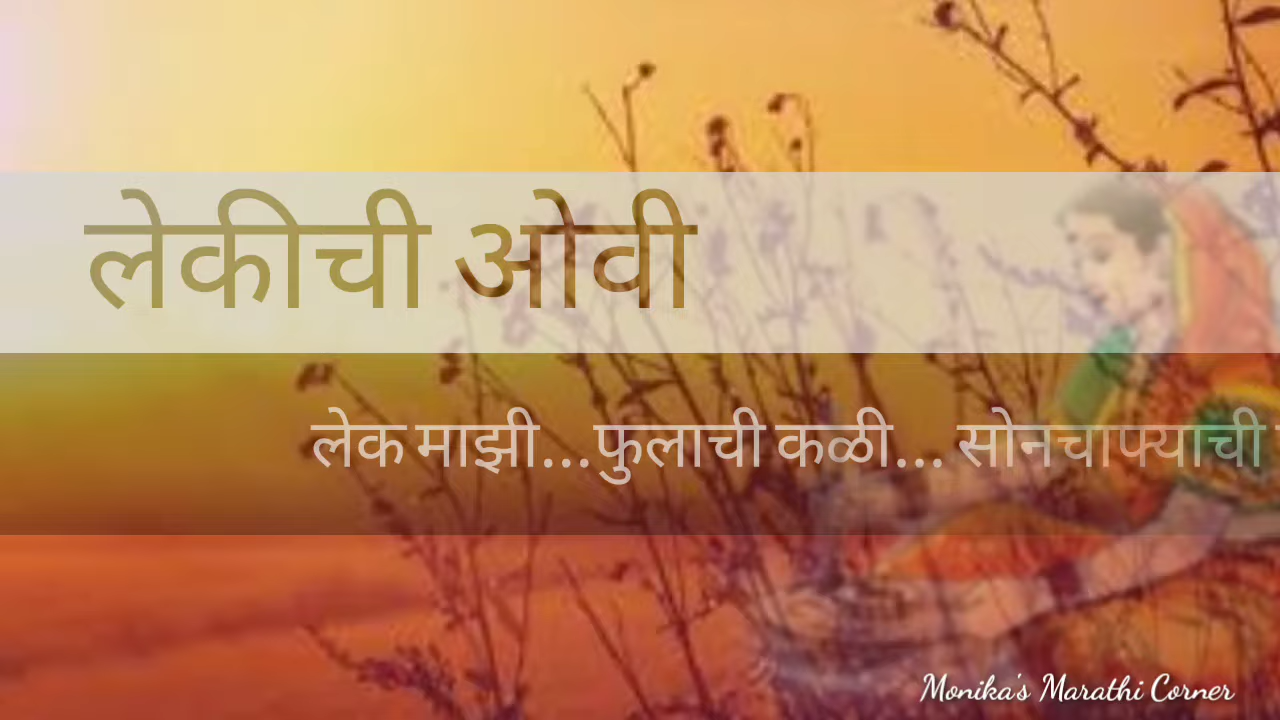 लेकीची ओवी
लेक माझी...फुलाची कळी... सोनचाफ्याची
Monika's Marathi Corner